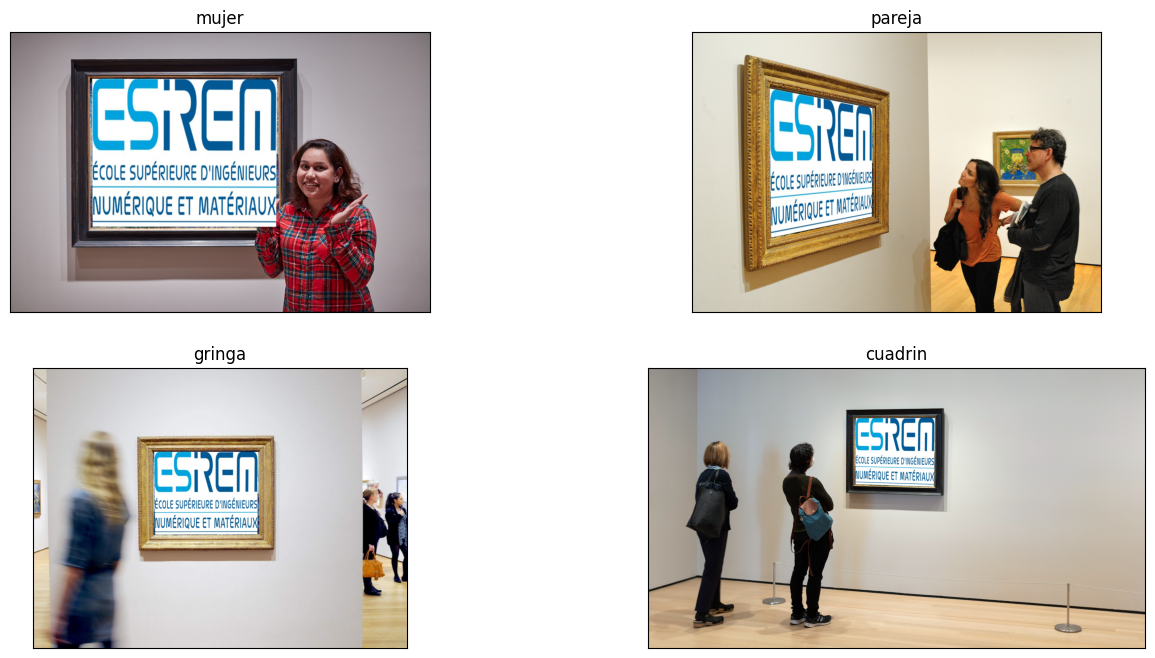 mujer
pareja
ESIREM
ÉCOLE SUPÉRIEURE D'INGÉNIEURS
NUMÉRIQUE ET MATÉRIAUX
ESIREM
ÉCOLE SUPÉRIEURE D'INGÉNIEURS
NUMÉRIQUE ET MATÉRIAUX
gringa
cuadrin
ESIREM
ÉCOLE SUPÉRIEURE D'INGÉNIEURS
NUMÉRIQUE ET MATÉRIAUX
ESIREM
ÉCOLE SUPÉRIEURE D'INGÉNIEURS
NUMÉRIQUE ET MATÉRIAUX